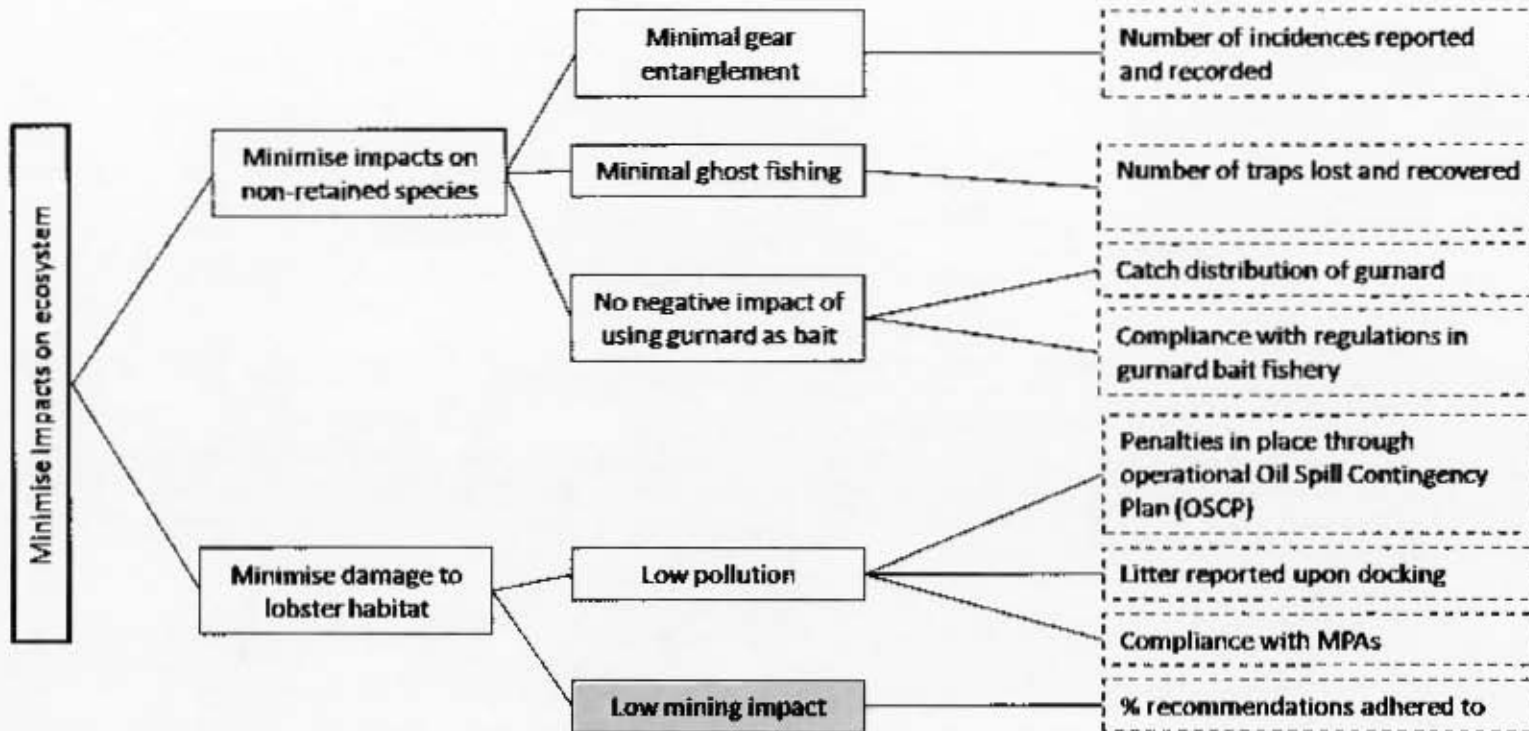 Minimise Impacts on ecosystem
Minimise impacts on
non-retained species
Minimise damage to
lobster habitat
Minimal gear
entanglement
Minimal ghost fishing
No negative impact of
using gurnard as bait
Low pollution
Low mining impact
Number of incidences reported
and recorded
Number of traps lost and recovered
Catch distribution of gurnard
Compliance with regulations in
gurnard bait fishery
Penalties in place through
operational Oil Spill Contingency
Plan (OSCP)
Litter reported upon docking
Compliance with MPAs
% recommendations adhered to